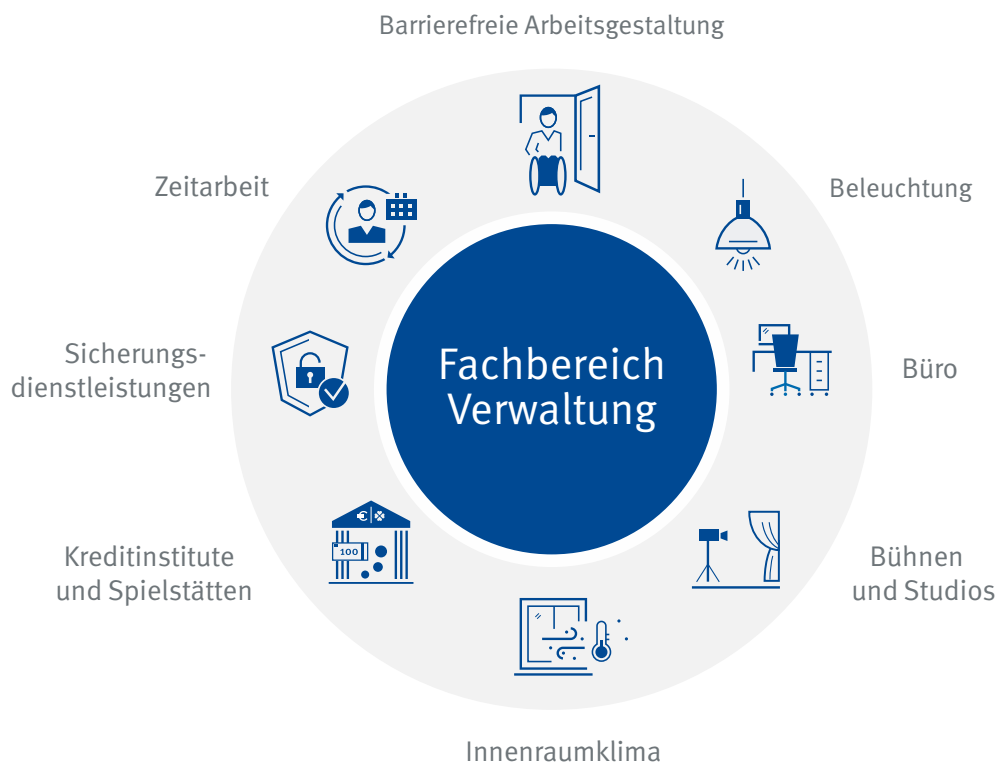 Barrierefreie Arbeitsgestaltung
Zeitarbeit
Beleuchtung
Sicherungs-
dienstleistungen
Fachbereich
Verwaltung
Büro
€
100
Kreditinstitute
und Spielstätten
Bühnen
und Studios
Innenraumklima